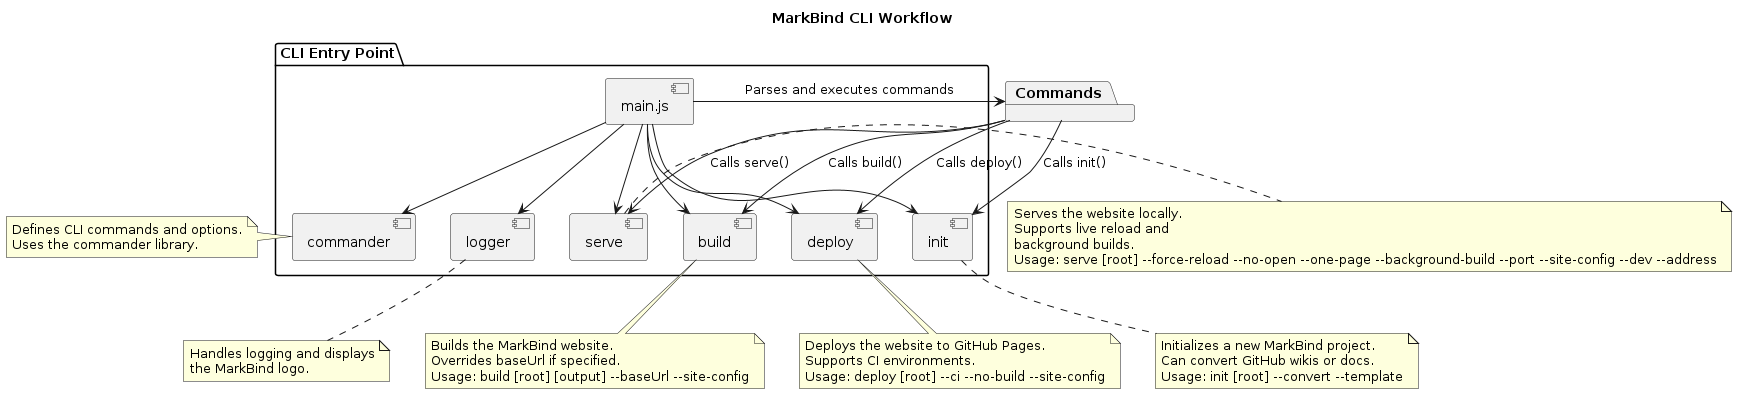 MarkBind CLI Workflow
CLI Entry Point
main.js
Parses and executes commands
Commands
Calls serve()
Calls build()
Calls deploy()
Calls init()
Defines CLI commands and options.
Uses the commander library.
commander
logger
serve
build
deploy
init
Serves the website locally.
Supports live reload and
background builds.
Usage: serve [root] --force-reload --no-open --one-page --background-build --port --site-config --dev --address
Handles logging and displays
the MarkBind logo.
Builds the MarkBind website.
Overrides baseUrl if specified.
Usage: build [root] [output] --baseUrl --site-config
Deploys the website to GitHub Pages.
Supports CI environments.
Usage: deploy [root] --ci --no-build --site-config
Initializes a new MarkBind project.
Can convert GitHub wikis or docs.
Usage: init [root] --convert --template